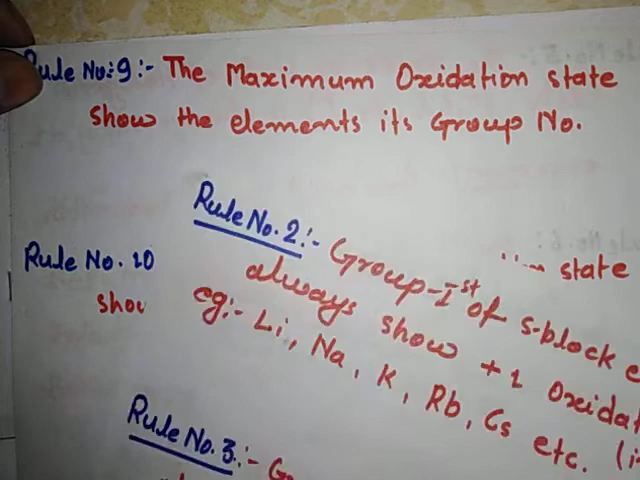 Rule No:9:- The Maximum Oxidation state
show the elements its Group No.
Rule No. 10
state
show
Rule No. 2:- Group-Ist of s-block
always show +1 Oxidat
eg:- Li, Na, K, Rb, Cs etc. (i
Rule No. 3:- G